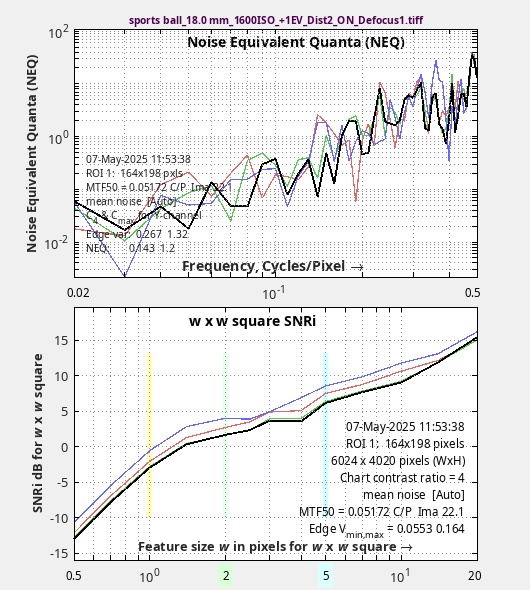 sports ball_18.0 mm_1600ISO_+1EV_Dist2_ON_Defocus1.tiff
Noise Equivalent Quanta (NEQ)
Noise Equivalent Quanta (NEQ)
10²
10⁰
10⁻²
07-May-2025 11:53:38
ROI 1: 164x198 pxls
MTF50 = 0.05172 C/P Ima 22
mean noise [Auto]
C₄ & Cmax for Y-channel
Edge var: 0.267 1.32
NEQ: 0.143 1.2
Frequency, Cycles/Pixel →
0.02
10⁻¹
0.5
w x w square SNRi
SNRi dB for w x w square
15
10
5
0
-5
-10
-15
07-May-2025 11:53:38
ROI 1: 164x198 pixels
6024 x 4020 pixels (WxH)
Chart contrast ratio = 4
mean noise [Auto]
MTF50 = 0.05172 C/P Ima 22.1
Edge Vmin,max = 0.0553 0.164
Feature size w in pixels for w x w square →
0.5
10⁰
2
5
10¹
20